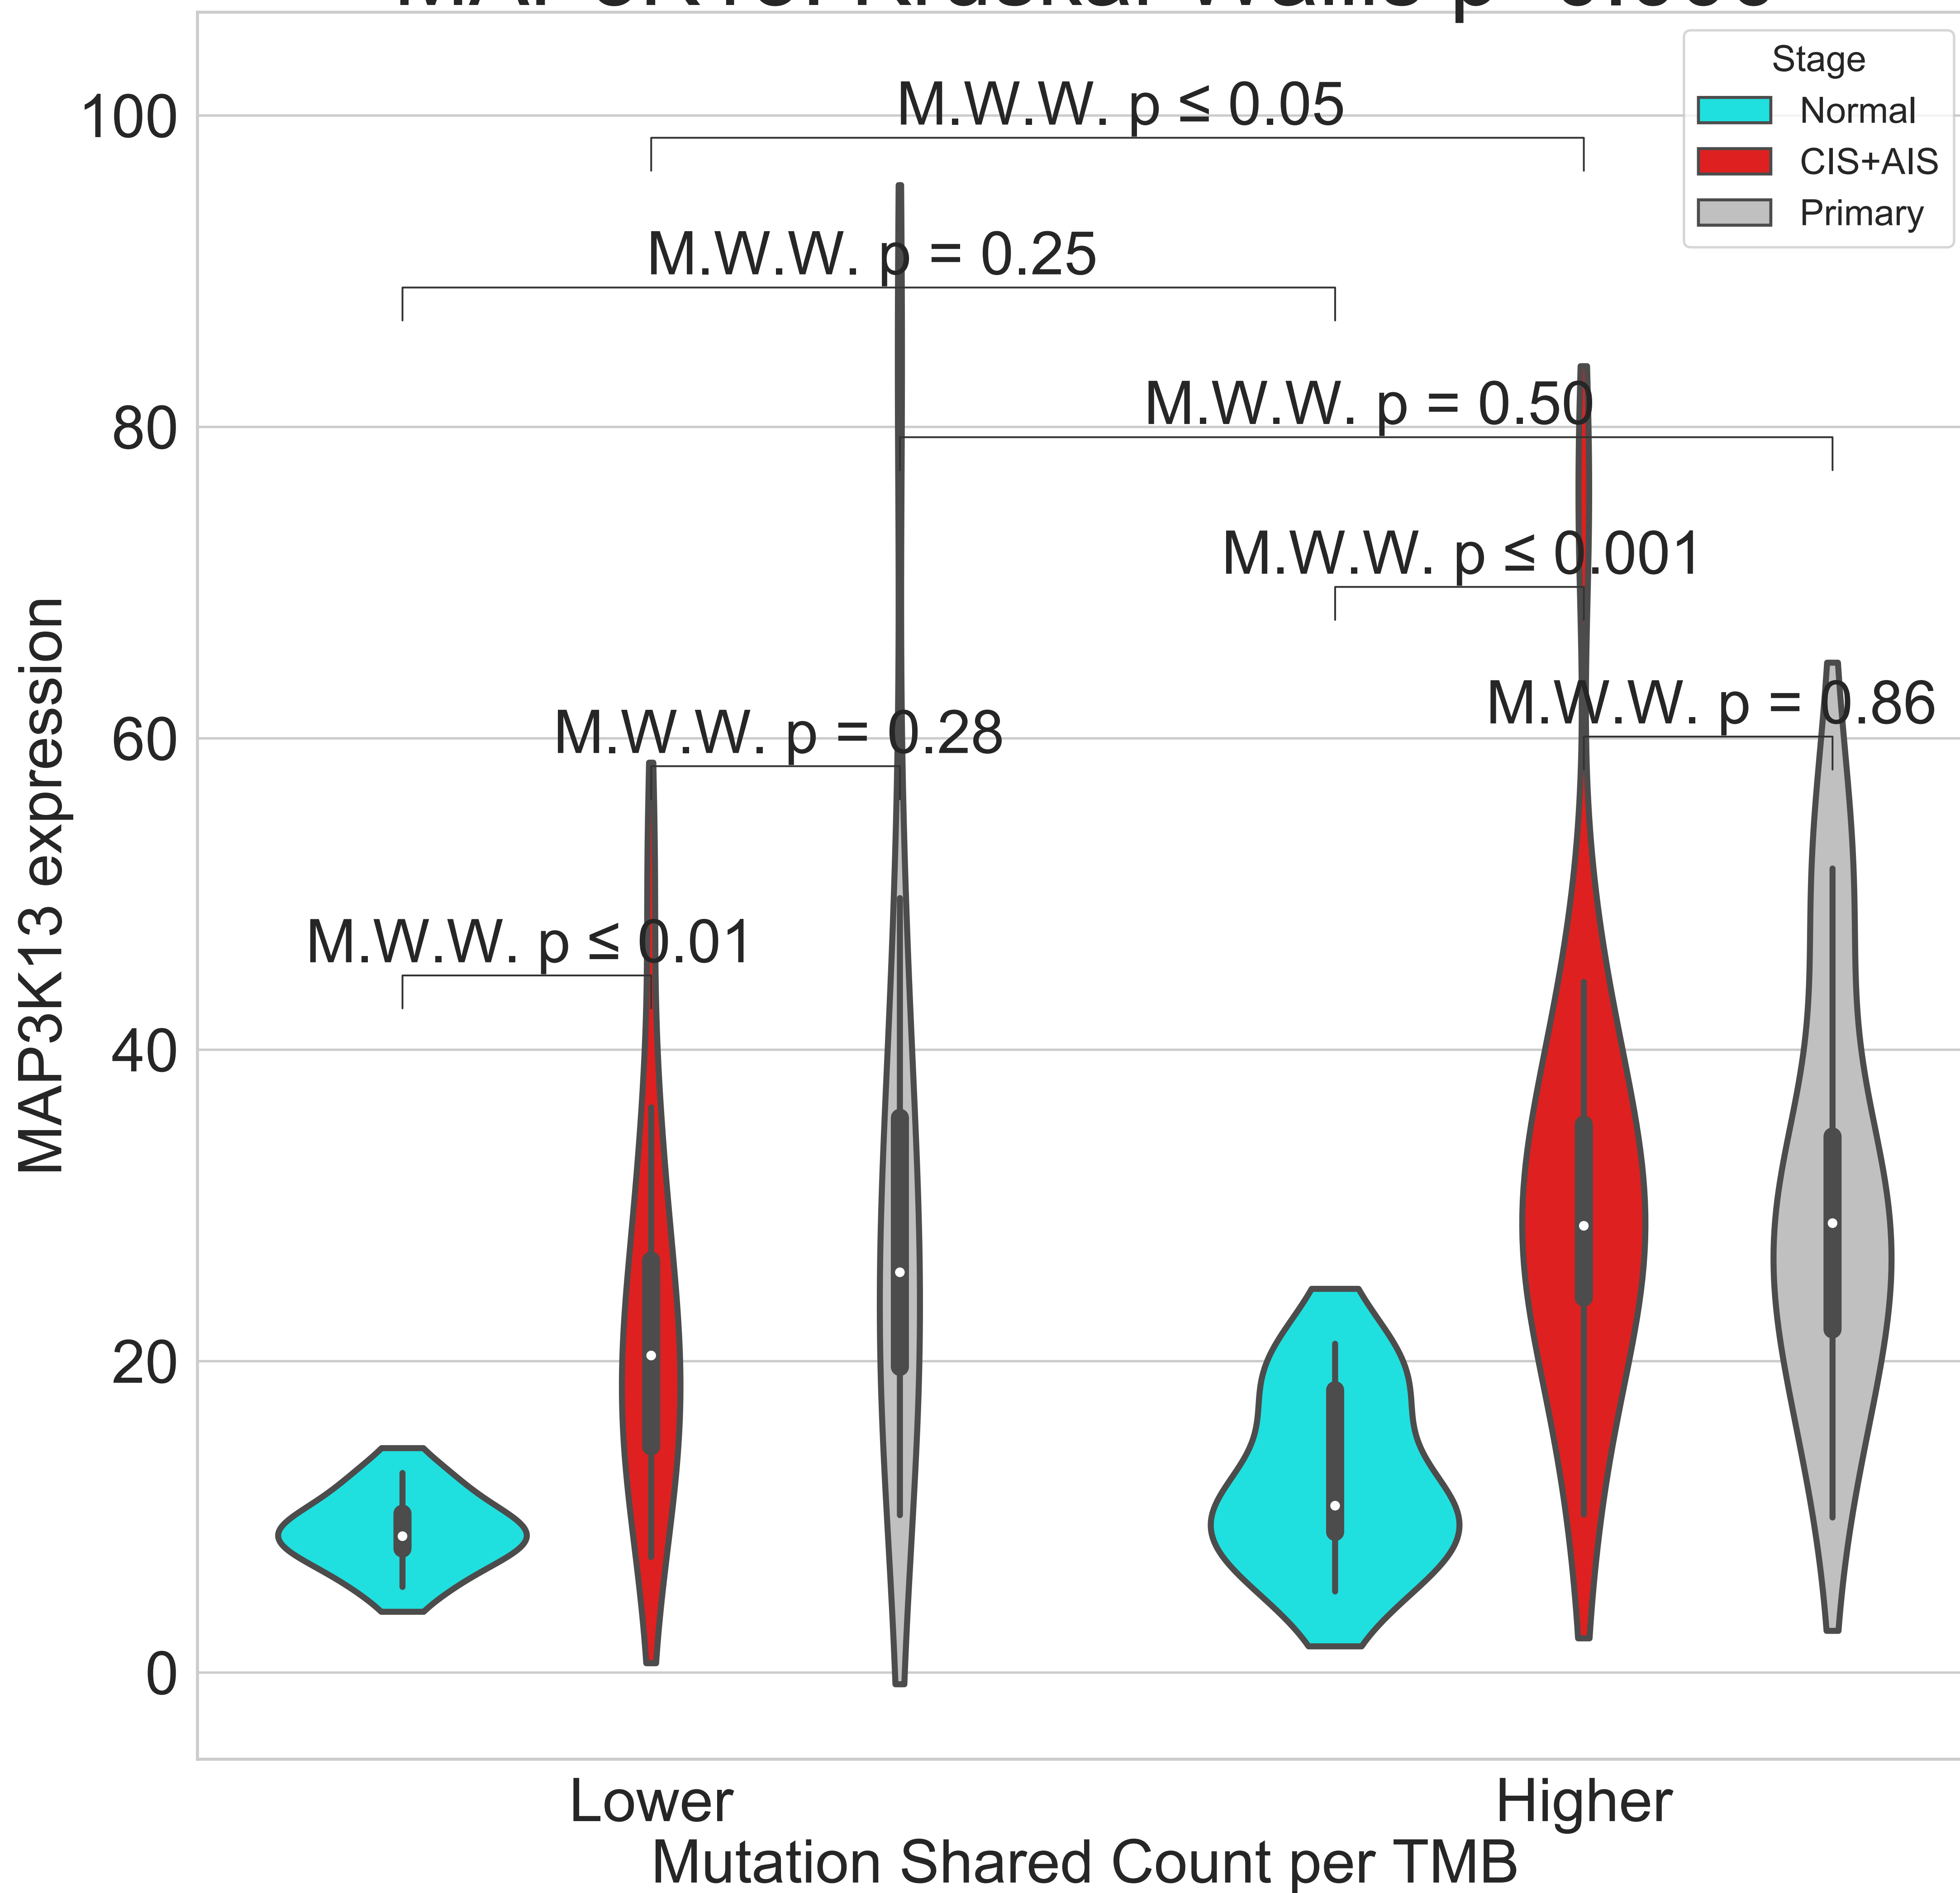 Stage
Normal
CIS+AIS
Primary
M.W.W. p ≤ 0.05
M.W.W. p = 0.25
M.W.W. p = 0.50
M.W.W. p ≤ 0.001
M.W.W. p = 0.86
M.W.W. p = 0.28
M.W.W. p ≤ 0.01
100
80
60
40
20
0
MAP3K13 expression
Lower
Higher
Mutation Shared Count per TMB